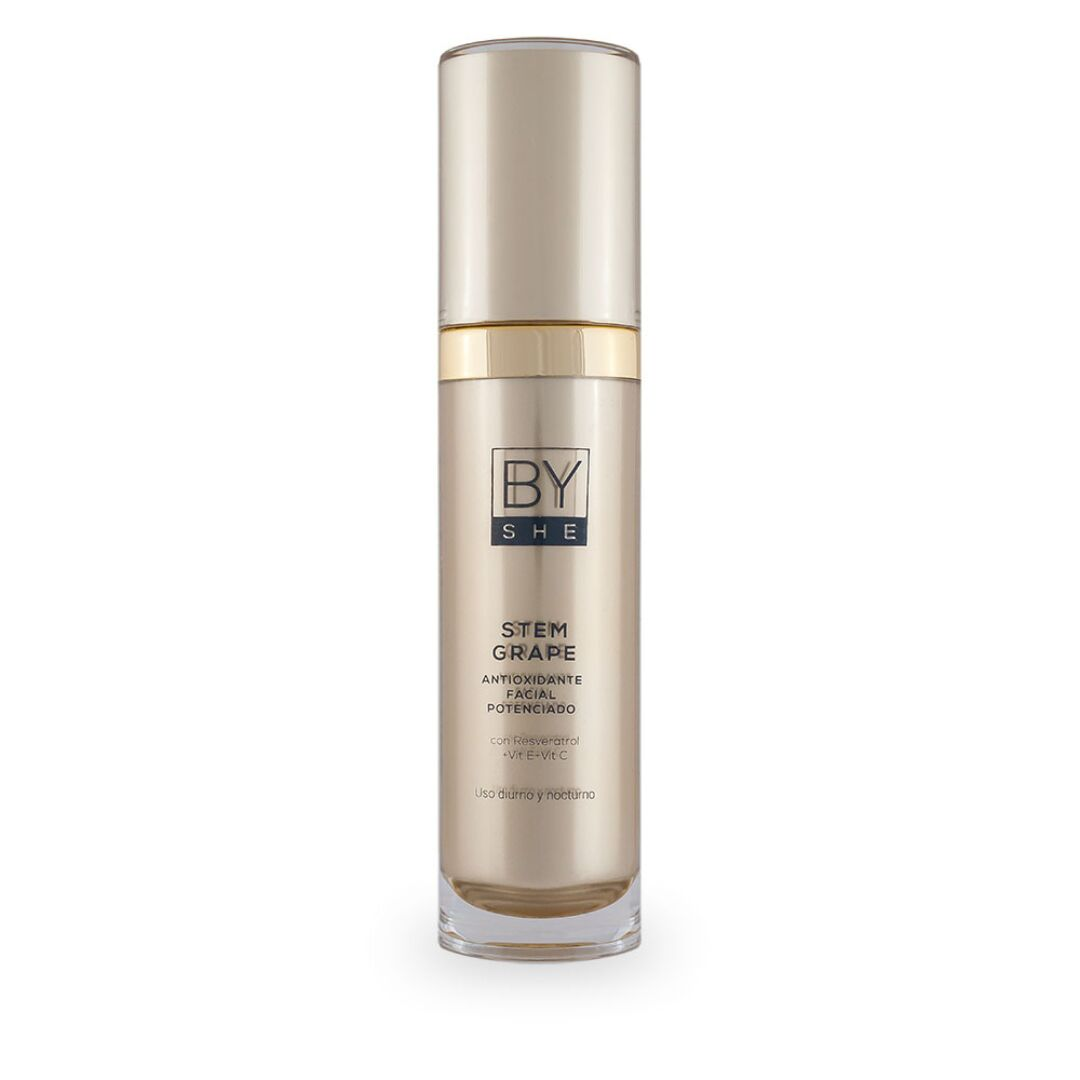 BY
SHE
STEM
GRAPE
ANTIOXIDANTE
FACIAL
POTENCIADO
con Resveratrol
+Vit E+Vit C
Uso diurno y nocturno